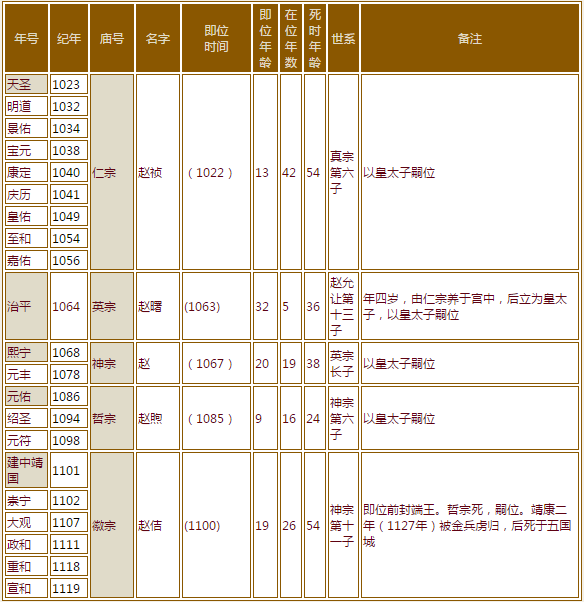 年号 纪年 庙号 名字 即位时间 即位年龄 在位年数 死时年龄 世系 备注
天圣 1023 仁宗 赵祯 （1022） 13 42 54 真宗第六子 以皇太子嗣位
明道 1032
景佑 1034
宝元 1038
康定 1040
庆历 1041
皇佑 1049
至和 1054
嘉佑 1056
治平 1064 英宗 赵曙 (1063) 32 5 36 赵允让第十三子 年四岁，由仁宗养于宫中，后立为皇太子，以皇太子嗣位
熙宁 1068 神宗 赵 （1067） 20 19 38 英宗长子 以皇太子嗣位
元丰 1078
元佑 1086 哲宗 赵煦 （1085） 9 16 24 神宗第六子 以皇太子嗣位
绍圣 1094
元符 1098
建中靖国 1101 徽宗 赵佶 (1100) 19 26 54 神宗第十一子 即位前封端王。哲宗死，嗣位。靖康二年（1127年）被金兵虏归，后死于五国城
崇宁 1102
大观 1107
政和 1111
重和 1118
宣和 1119